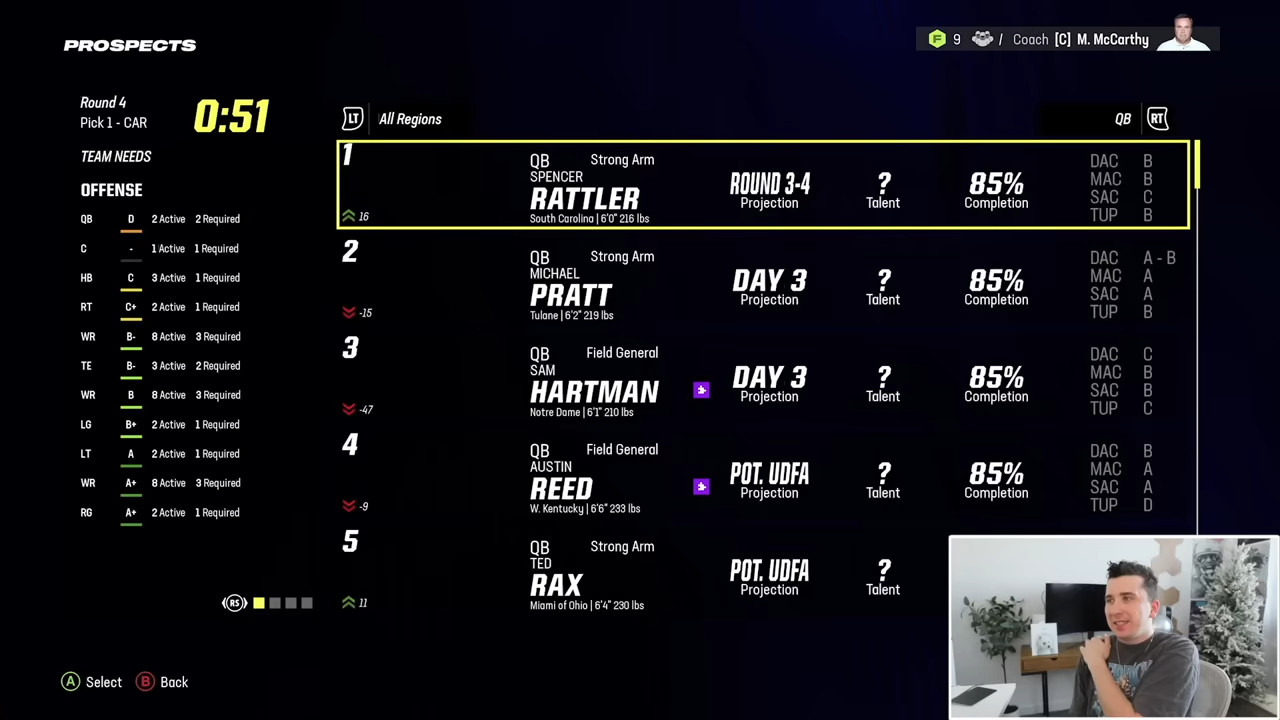 PROSPECTS
9 / Coach [C] M. McCarthy
Round 4
Pick 1 - CAR
0:51
TEAM NEEDS
OFFENSE
QB D 2 Active 2 Required
C - 1 Active 1 Required
HB C 3 Active 1 Required
RT C+ 2 Active 1 Required
WR B- 8 Active 3 Required
TE B- 3 Active 2 Required
WR B 8 Active 3 Required
LG B+ 2 Active 1 Required
LT A 2 Active 1 Required
WR A+ 8 Active 3 Required
RG A+ 2 Active 1 Required
RS
LT All Regions QB RT
1
16
QB Strong Arm
SPENCER
RATTLER
South Carolina | 6'0" 216 lbs
ROUND 3-4
Projection
?
Talent
85%
Completion
DAC B
MAC B
SAC C
TUP B
2
-15
QB Strong Arm
MICHAEL
PRATT
Tulane | 6'2" 219 lbs
DAY 3
Projection
?
Talent
85%
Completion
DAC A - B
MAC A
SAC A
TUP B
3
-47
QB Field General
SAM
HARTMAN
Notre Dame | 6'1" 210 lbs
DAY 3
Projection
?
Talent
85%
Completion
DAC C
MAC B
SAC B
TUP C
4
-9
QB Field General
AUSTIN
REED
W. Kentucky | 6'6" 233 lbs
POT. UDFA
Projection
?
Talent
85%
Completion
DAC B
MAC A
SAC A
TUP D
5
11
QB Strong Arm
TED
RAX
Miami of Ohio | 6'4" 230 lbs
POT. UDFA
Projection
?
Talent
A Select B Back